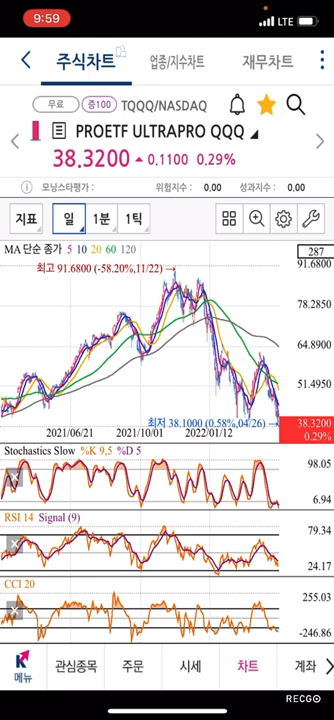 9:59
LTE
주식차트
업종/지수차트
재무차트
무료 증100 TQQQ/NASDAQ
PROETF ULTRAPRO QQQ
38.3200 0.1100 0.29%
모닝스타평가 : 위험지수 : 0.00 성과지수 : 0.00
지표 일 1분 1틱
MA 단순 종가 5 10 20 60 120
287
최고 91.6800 (-58.20%,11/22)
91.6800
78.2850
64.8900
51.4950
최저 38.1000 (0.58%,04/26)
38.3200
0.29%
2021/06/21 2021/10/01 2022/01/12
Stochastics Slow %K 9,5 %D 5
98.05
6.94
RSI 14 Signal (9)
79.34
24.17
CCI 20
255.03
-246.86
메뉴 관심종목 주문 시세 차트 계좌
RECGO